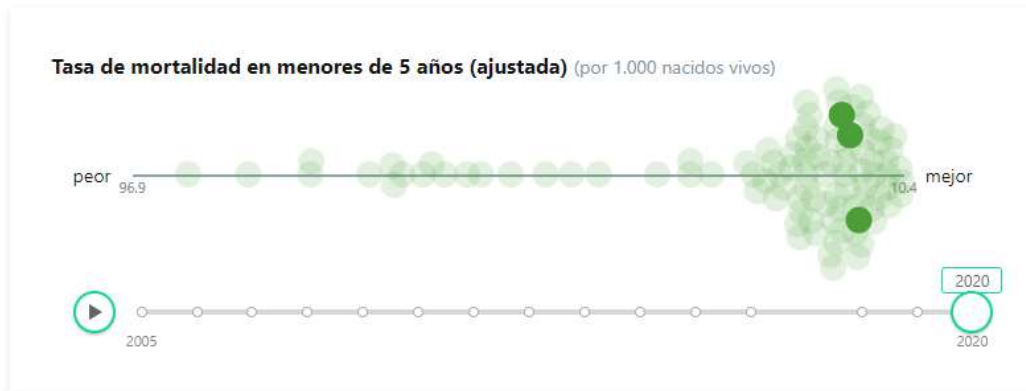 Tasa de mortalidad en menores de 5 años (ajustada) (por 1.000 nacidos vivos)
peor
96.9
10.4
mejor
2020
2005
2020